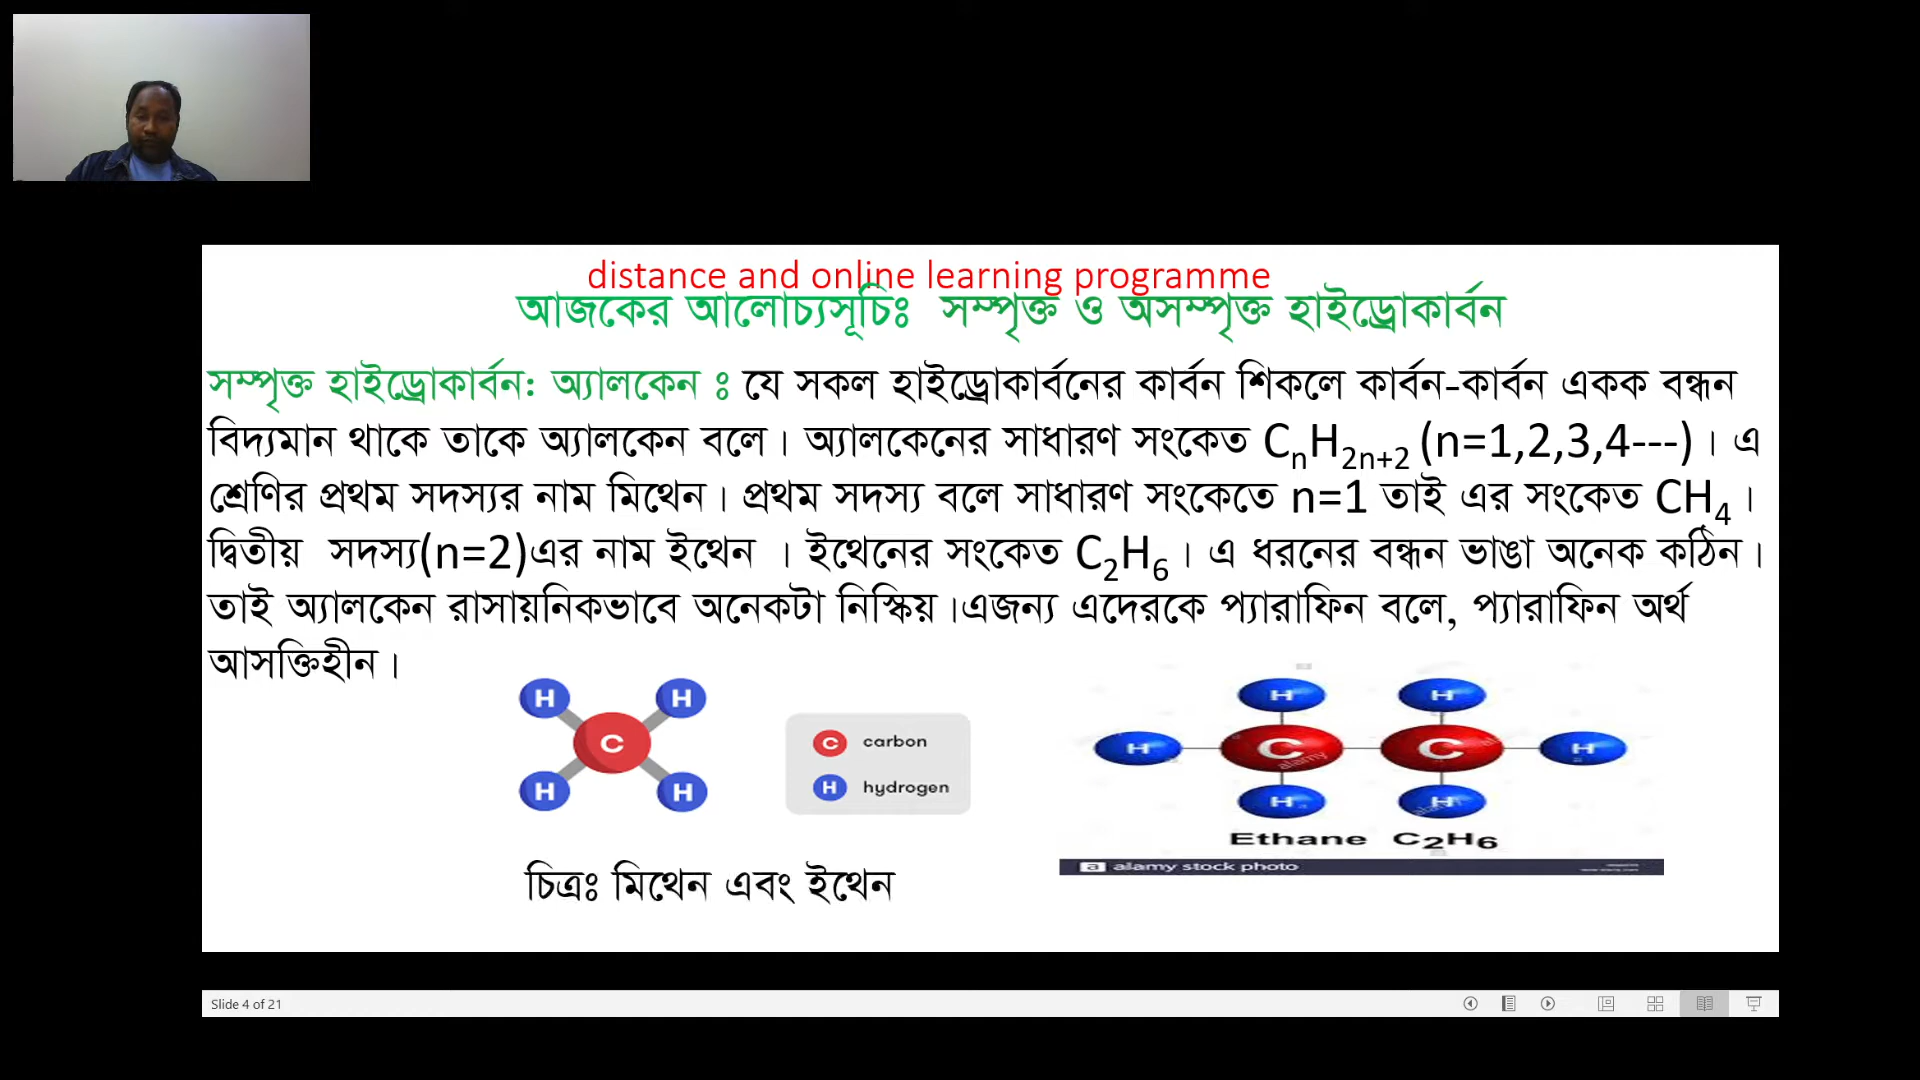 distance and online learning programme
আজকের আলোচ্যসূচিঃ সম্পৃক্ত ও অসম্পৃক্ত হাইড্রোকার্বন
সম্পৃক্ত হাইড্রোকার্বন: অ্যালকেন ঃ যে সকল হাইড্রোকার্বনের কার্বন শিকলে কার্বন-কার্বন একক বন্ধন
বিদ্যমান থাকে তাকে অ্যালকেন বলে। অ্যালকেনের সাধারণ সংকেত CnH2n+2 (n=1,2,3,4---)। এ
শ্রেণির প্রথম সদস্যর নাম মিথেন। প্রথম সদস্য বলে সাধারণ সংকেতে n=1 তাই এর সংকেত CH4।
দ্বিতীয় সদস্য(n=2)এর নাম ইথেন । ইথেনের সংকেত C2H6। এ ধরনের বন্ধন ভাঙা অনেক কঠিন।
তাই অ্যালকেন রাসায়নিকভাবে অনেকটা নিস্কিয়।এজন্য এদেরকে প্যারাফিন বলে, প্যারাফিন অর্থ
আসক্তিহীন।
H H
C
H H
C carbon
H hydrogen
H H
H C C H
H H
Ethane C2H6
a alamy stock photo
চিত্রঃ মিথেন এবং ইথেন
Slide 4 of 21